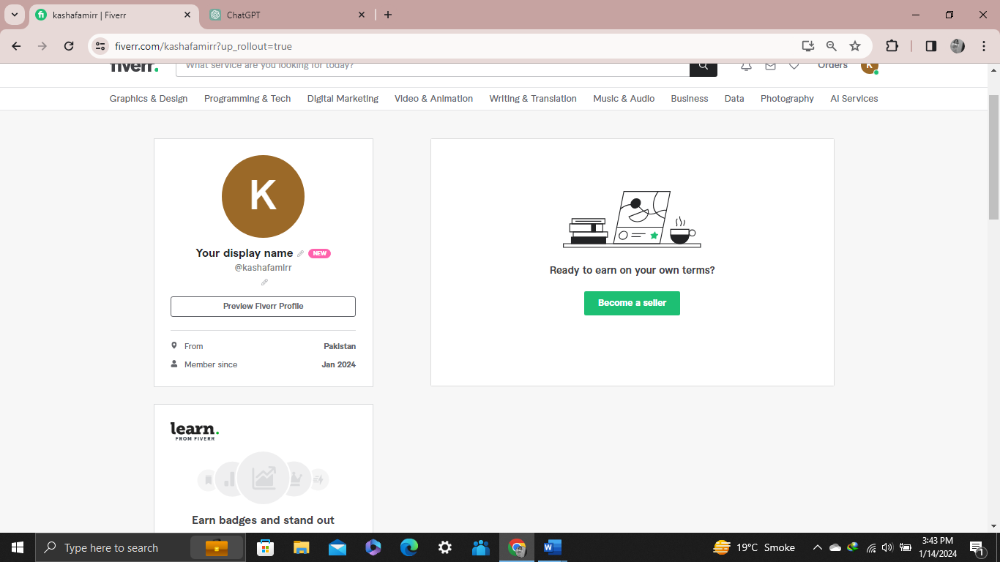 kashafamirr | Fiverr
ChatGPT
fiverr.com/kashafamirr?up_rollout=true
fiverr.
What service are you looking for today?
Orders
K
Graphics & Design Programming & Tech Digital Marketing Video & Animation Writing & Translation Music & Audio Business Data Photography AI Services
K
Your display name NEW
@kashafamirr
Preview Fiverr Profile
From Pakistan
Member since Jan 2024
Ready to earn on your own terms?
Become a seller
learn.
FROM FIVERR
Earn badges and stand out
Type here to search
19°C Smoke
3:43 PM
1/14/2024
1